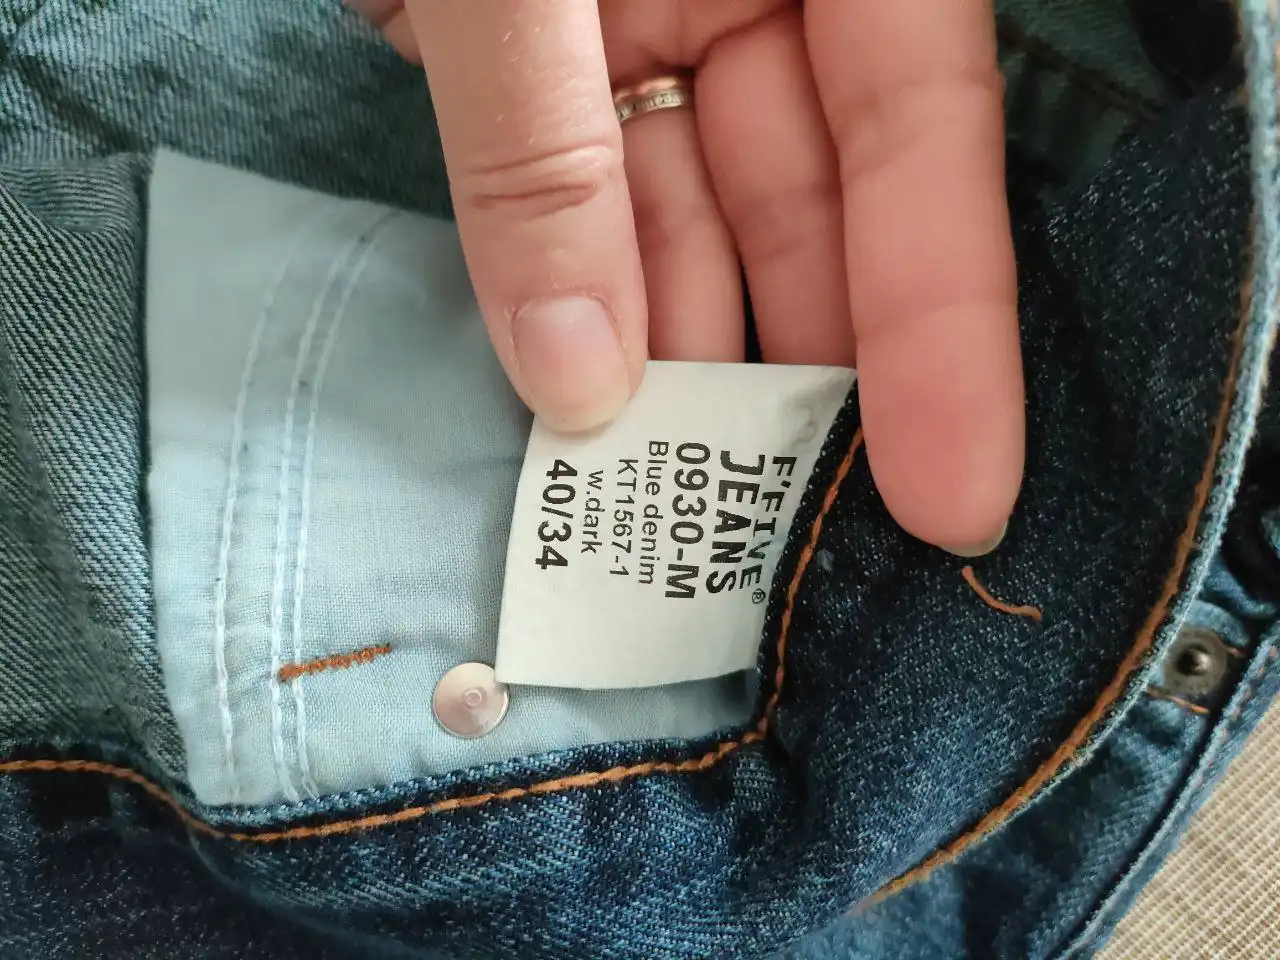 F'FIVE®
JEANS
0930-M
Blue denim
KT1567-1
w.dark
40/34